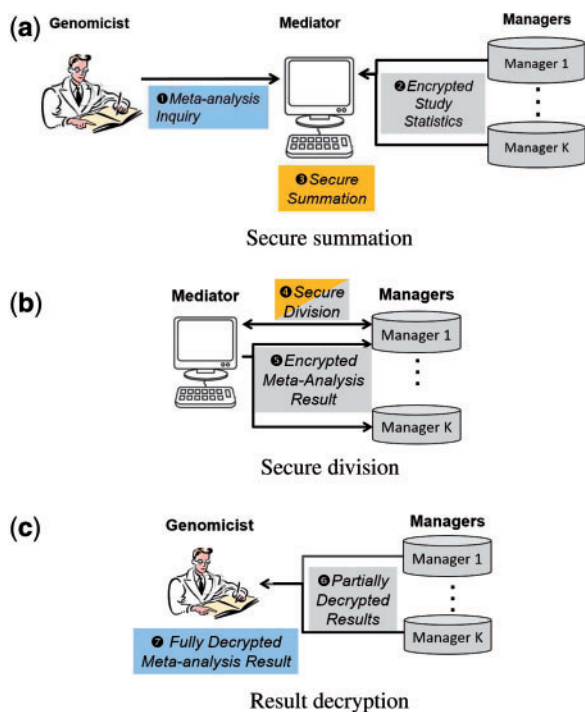 (a)
Genomicist
Mediator
Managers
Manager 1
❶Meta-analysis
Inquiry
❷Encrypted
Study
Statistics
Manager K
❸Secure
Summation
Secure summation
(b)
Mediator
❹Secure
Division
Managers
Manager 1
❺Encrypted
Meta-Analysis
Result
Manager K
Secure division
(c)
Genomicist
Managers
Manager 1
❻Partially
Decrypted
Results
Manager K
❼ Fully Decrypted
Meta-analysis Result
Result decryption